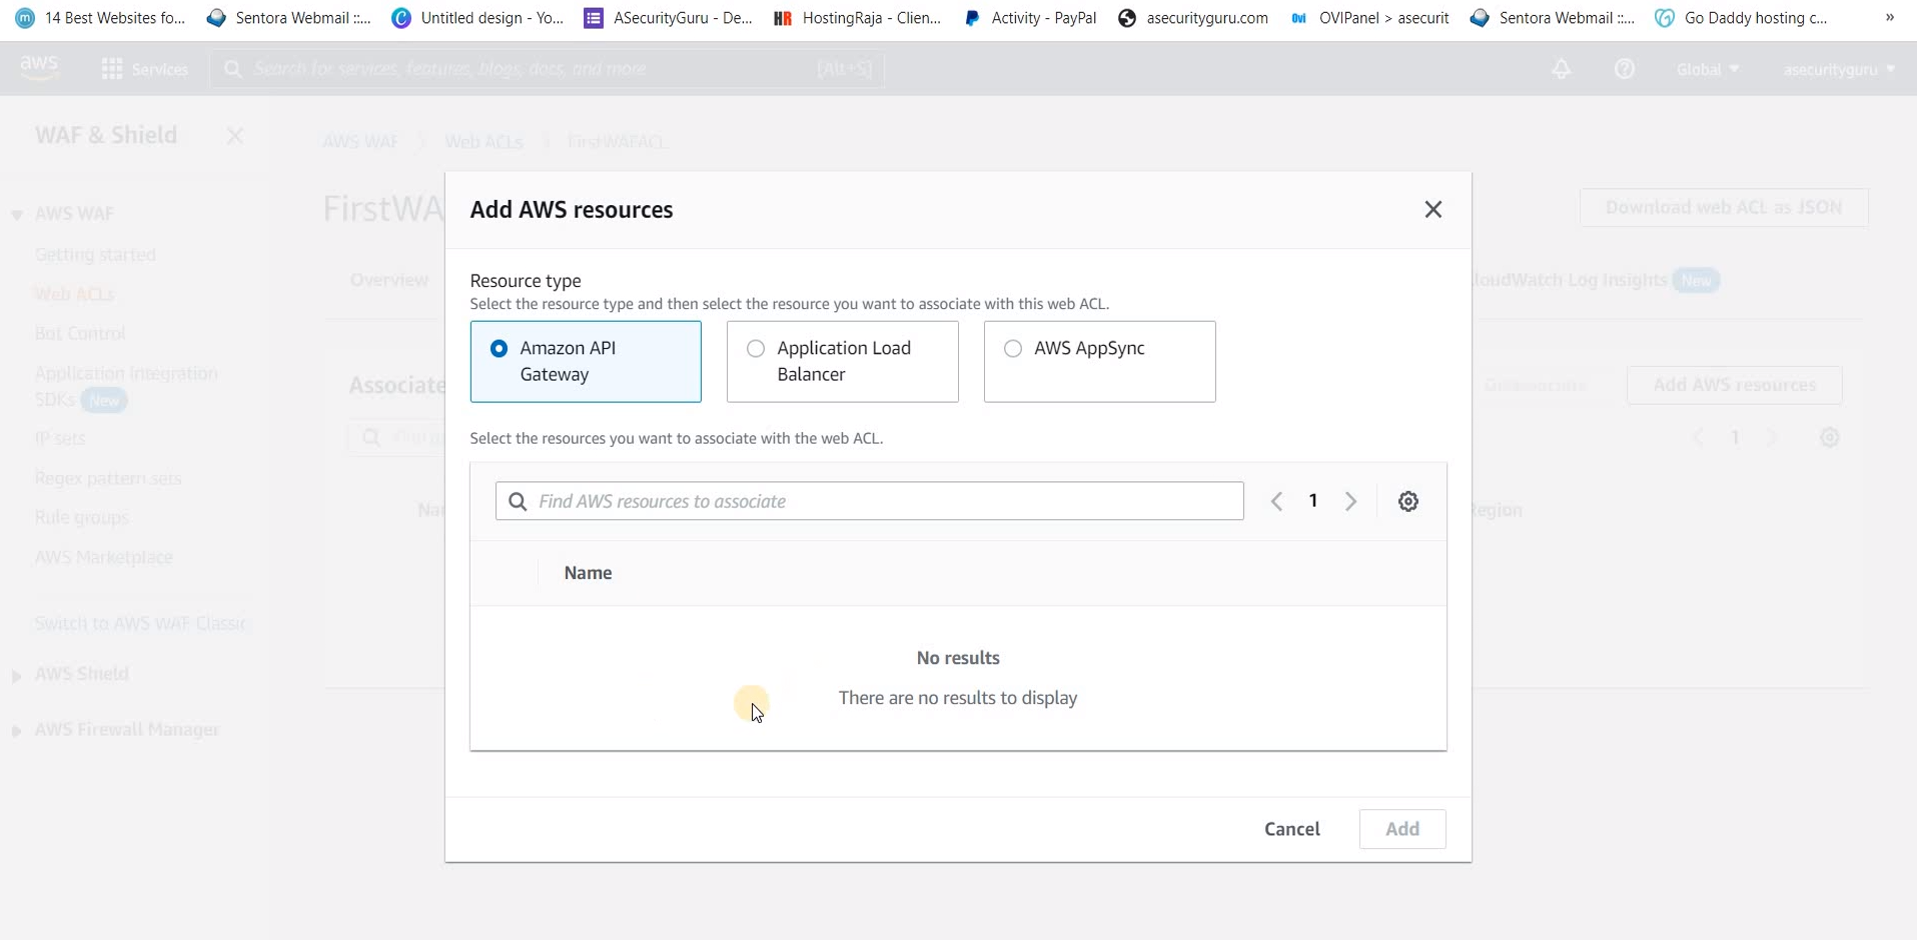 14 Best Websites fo...
Sentora Webmail ::...
Untitled design - Yo...
ASecurityGuru - De...
HR HostingRaja - Clien...
Activity - PayPal
asecurityguru.com
OVI OVIPanel > asecurit
Sentora Webmail ::...
Go Daddy hosting c...
»
aws
Services
Search for services, features, blogs, docs, and more
[Alt+S]
Global
asecurityguru
WAF & Shield
AWS WAF
Getting started
Web ACLs
Bot Control
Application Integration
SDKs New
IP sets
Regex pattern sets
Rule groups
AWS Marketplace
Switch to AWS WAF Classic
AWS Shield
AWS Firewall Manager
AWS WAF
Web ACLs
FirstWAFACL
FirstWA
Download web ACL as JSON
Overview
CloudWatch Log Insights New
Associate
Disassociate
Add AWS resources
1
Na
Region
Add AWS resources
Resource type
Select the resource type and then select the resource you want to associate with this web ACL.
Amazon API
Gateway
Application Load
Balancer
AWS AppSync
Select the resources you want to associate with the web ACL.
Find AWS resources to associate
1
Name
No results
There are no results to display
Cancel
Add